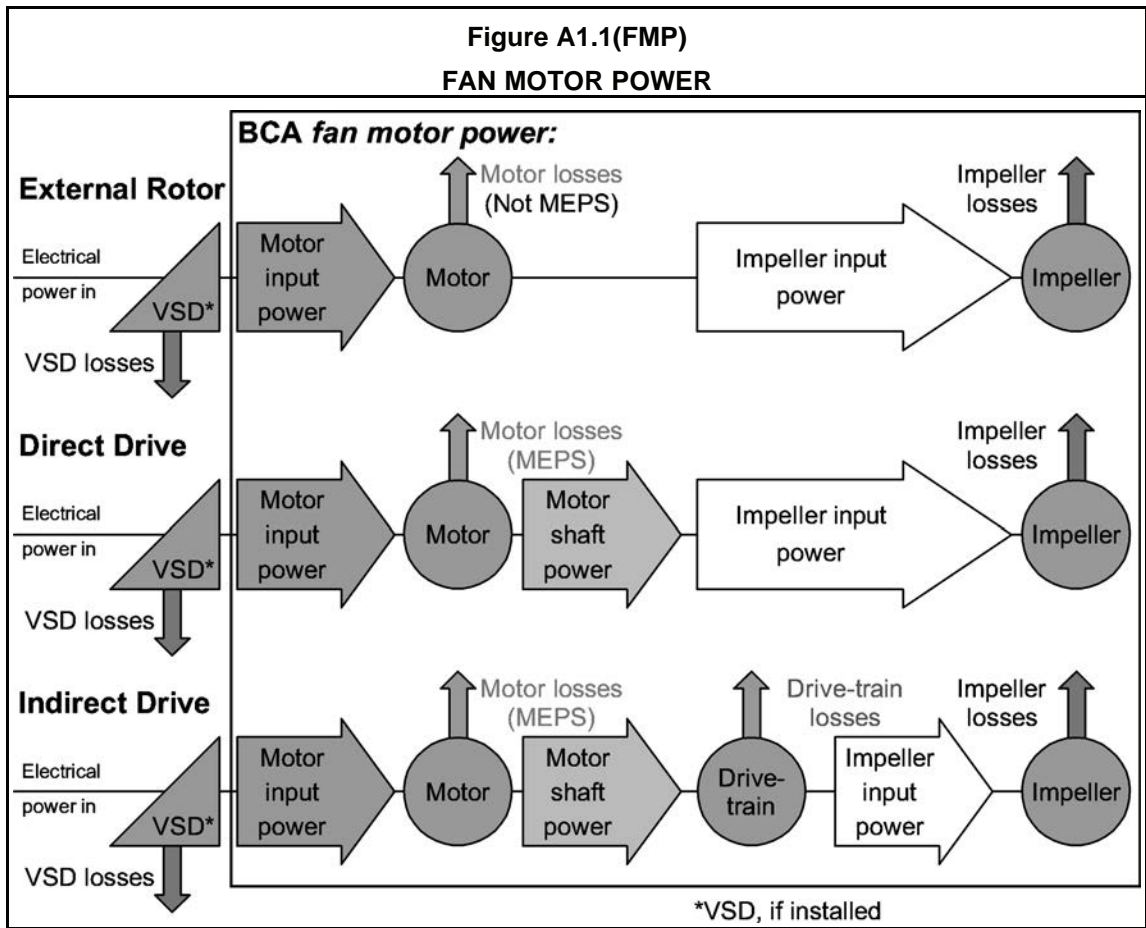 Figure A1.1(FMP)
FAN MOTOR POWER
BCA fan motor power:
External Rotor
Electrical
power in
VSD*
VSD losses
Motor
input
power
Motor
Motor losses
(Not MEPS)
Impeller input
power
Impeller
losses
Impeller
Direct Drive
Electrical
power in
VSD*
VSD losses
Motor
input
power
Motor
Motor losses
(MEPS)
Motor
shaft
power
Impeller input
power
Impeller
losses
Impeller
Indirect Drive
Electrical
power in
VSD*
VSD losses
Motor
input
power
Motor
Motor losses
(MEPS)
Motor
shaft
power
Drive-
train
Drive-train
losses
Impeller
input
power
Impeller
losses
Impeller
*VSD, if installed